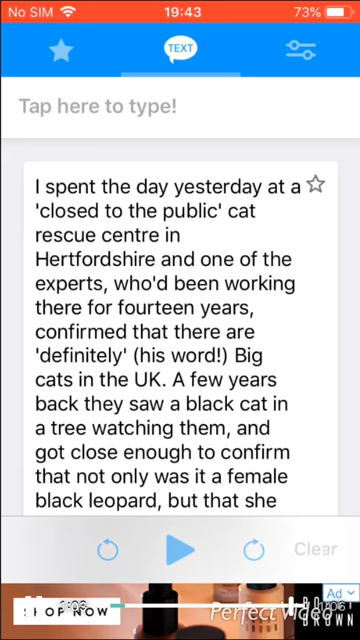 No SIM 19:43 73%
TEXT
Tap here to type!
I spent the day yesterday at a
'closed to the public' cat
rescue centre in
Hertfordshire and one of the
experts, who'd been working
there for fourteen years,
confirmed that there are
'definitely' (his word!) Big
cats in the UK. A few years
back they saw a black cat in
a tree watching them, and
got close enough to confirm
that not only was it a female
black leopard, but that she
Clear
Ad
1:03
SHOP NOW
Perfect Video
BROWN